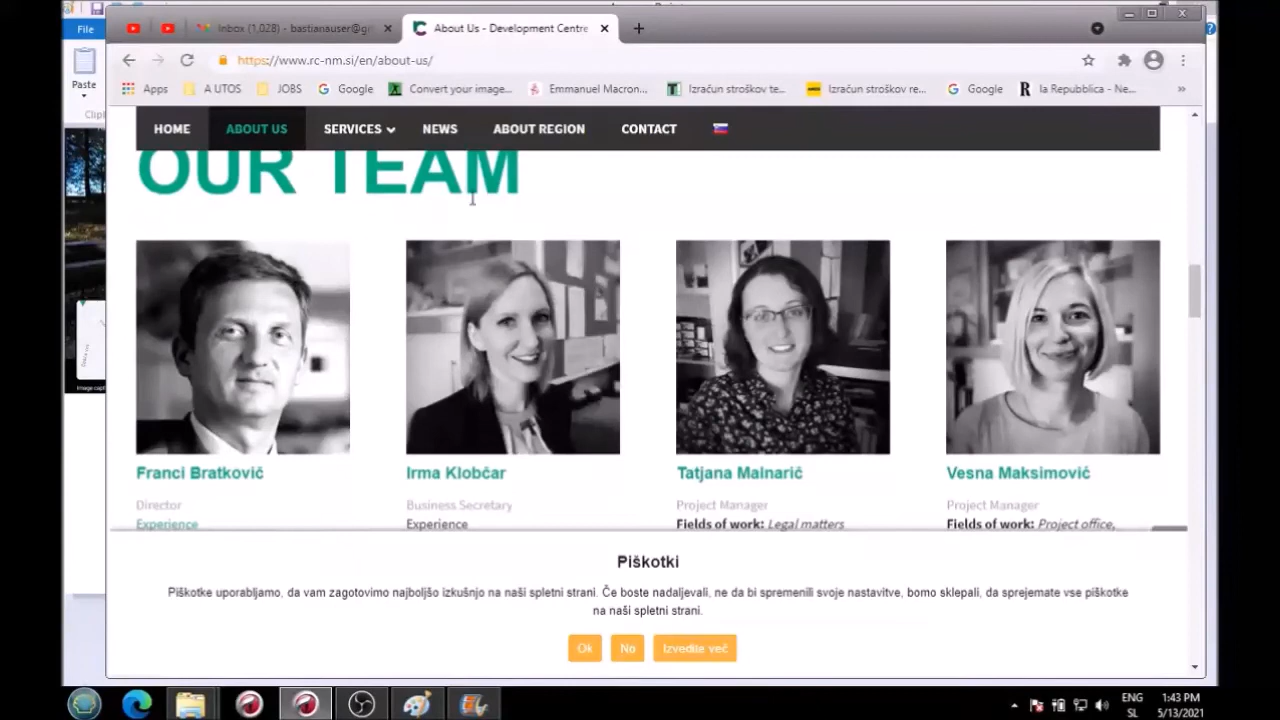 File
Inbox (1,028) - bastianauser@gm
About Us - Development Centre
https://www.rc-nm.si/en/about-us/
Paste
Apps A UTOS JOBS Google Convert your image... Emmanuel Macron... Izračun stroškov te... Izračun stroškov re... Google la Repubblica - Ne... »
HOME ABOUT US SERVICES NEWS ABOUT REGION CONTACT
OUR TEAM
Franci Bratkovič
Director
Experience
Irma Klobčar
Business Secretary
Experience
Tatjana Malnarič
Project Manager
Fields of work: Legal matters
Vesna Maksimovič
Project Manager
Fields of work: Project office,
Piškotki
Piškotke uporabljamo, da vam zagotovimo najboljšo izkušnjo na naši spletni strani. Če boste nadaljevali, ne da bi spremenili svoje nastavitve, bomo sklepali, da sprejemate vse piškotke
na naši spletni strani.
Ok No Izvedite več
ENG
SL
1:43 PM
5/13/2021